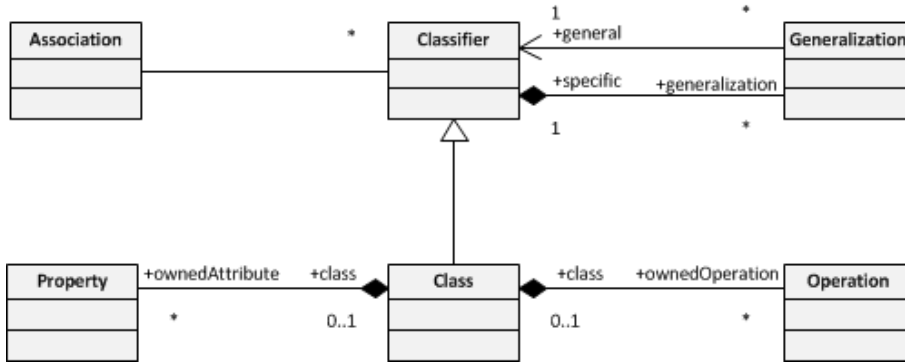 1 *
Association * Classifier +general Generalization
+specific +generalization
1 *
Property +ownedAttribute +class Class +class +ownedOperation Operation
* 0..1 0..1 *